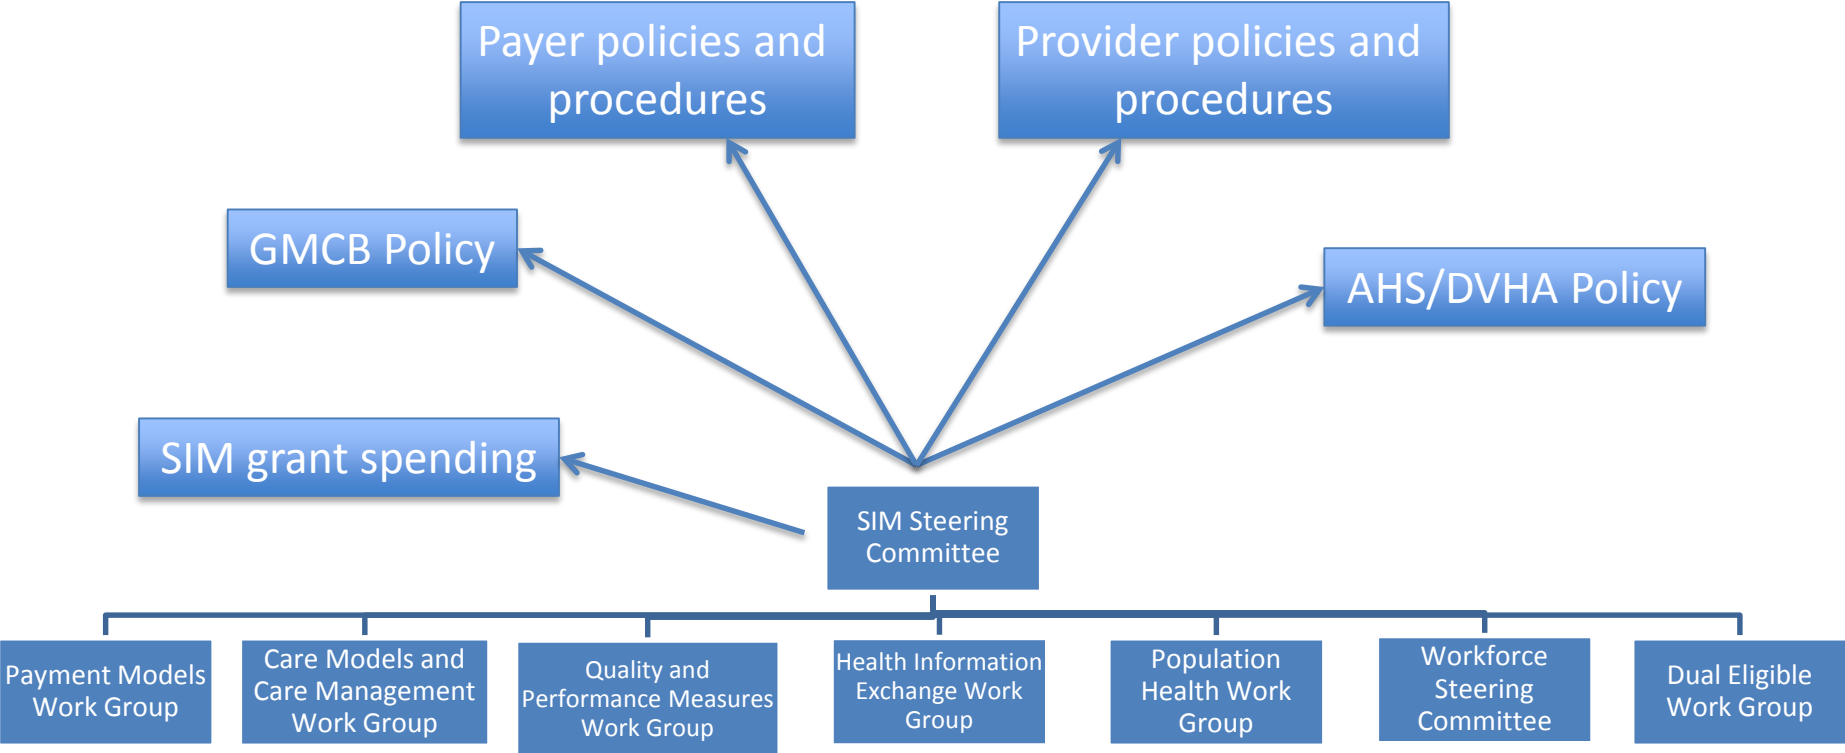 Payer policies and
procedures
Provider policies and
procedures
GMCB Policy
AHS/DVHA Policy
SIM grant spending
SIM Steering
Committee
Payment Models
Work Group
Care Models and
Care Management
Work Group
Quality and
Performance Measures
Work Group
Health Information
Exchange Work
Group
Population
Health Work
Group
Workforce
Steering
Committee
Dual Eligible
Work Group